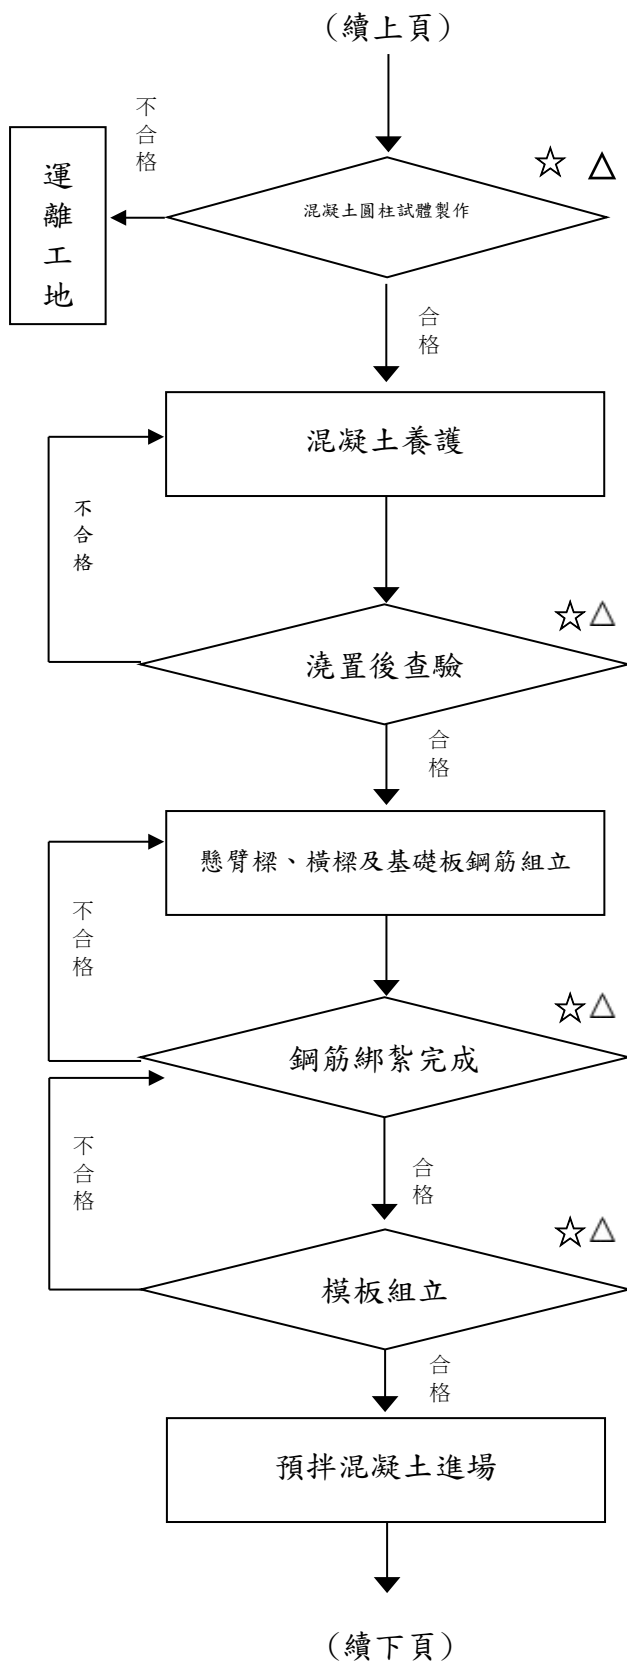 （續上頁）
不合格
運離工地
☆ △
混凝土圓柱試體製作
合格
混凝土養護
不合格
☆△
澆置後查驗
合格
懸臂樑、橫樑及基礎板鋼筋組立
不合格
☆△
鋼筋綁紮完成
不合格
合格
☆△
模板組立
合格
預拌混凝土進場
（續下頁）